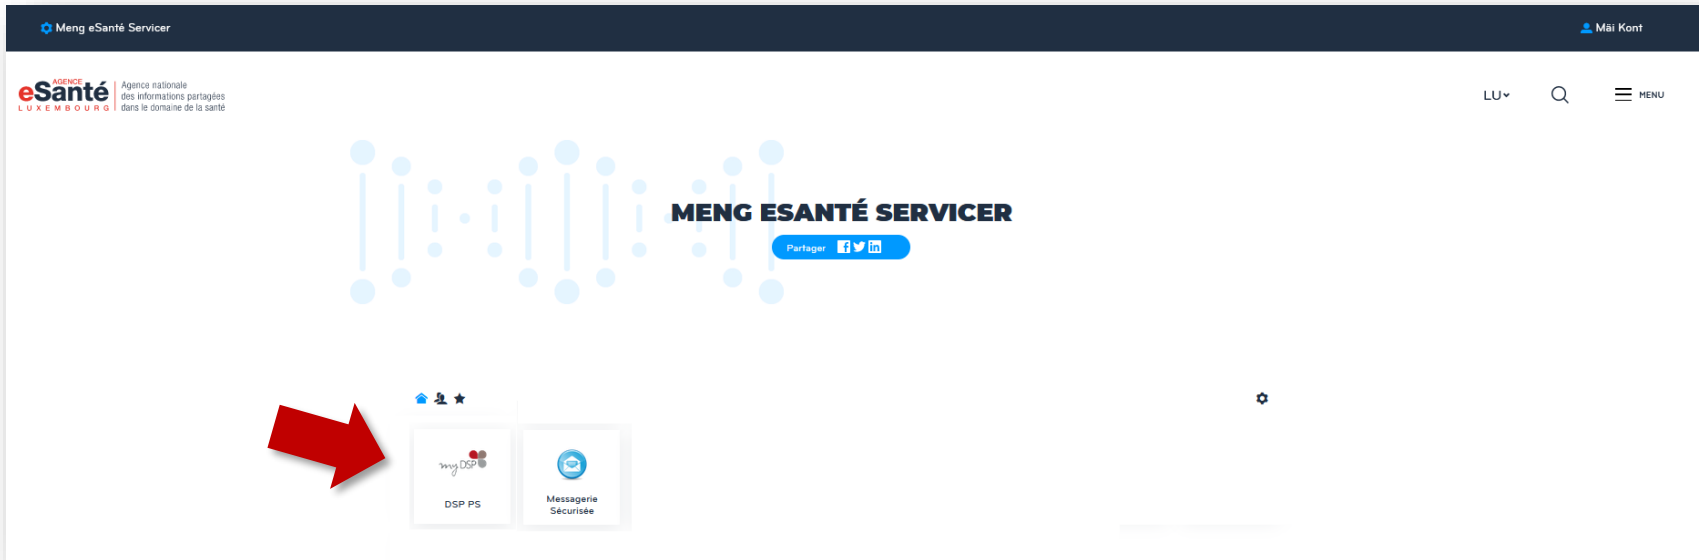 Meng eSanté Servicer
Mäi Kont
AGENCE
eSanté
LUXEMBOURG
Agence nationale
des informations partagées
dans le domaine de la santé
LU
MENU
MENG ESANTÉ SERVICER
Partager
my DSP
DSP PS
Messagerie
Sécurisée